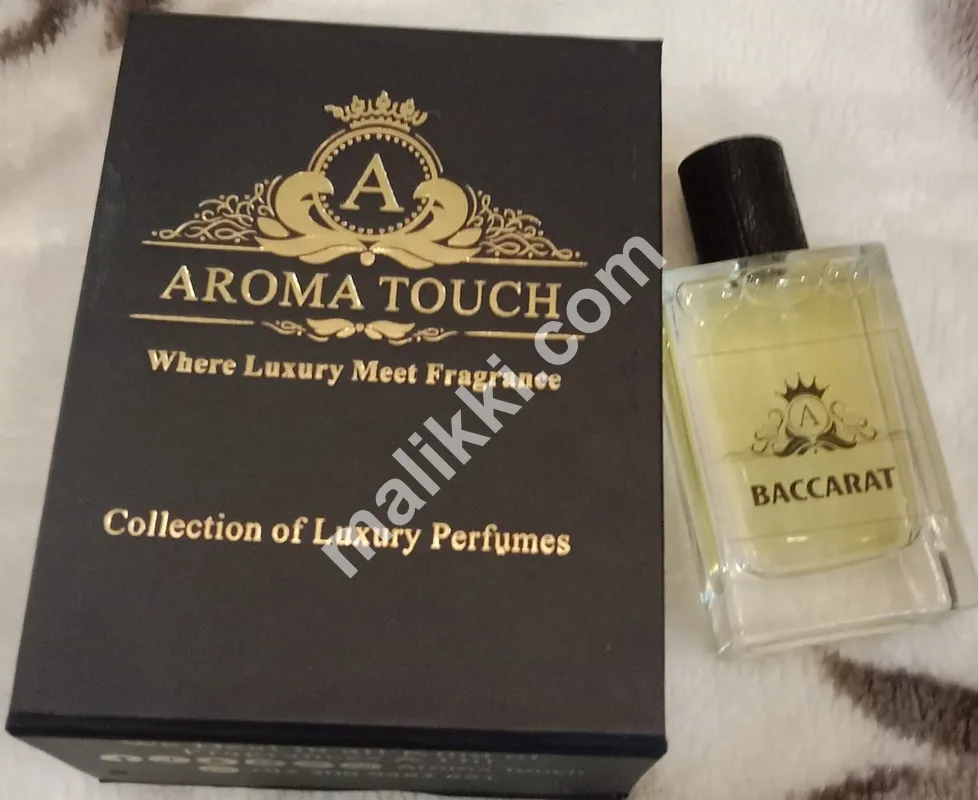 A
AROMA TOUCH
Where Luxury Meet Fragrance
Collection of Luxury Perfumes
A
BACCARAT
malikki.com